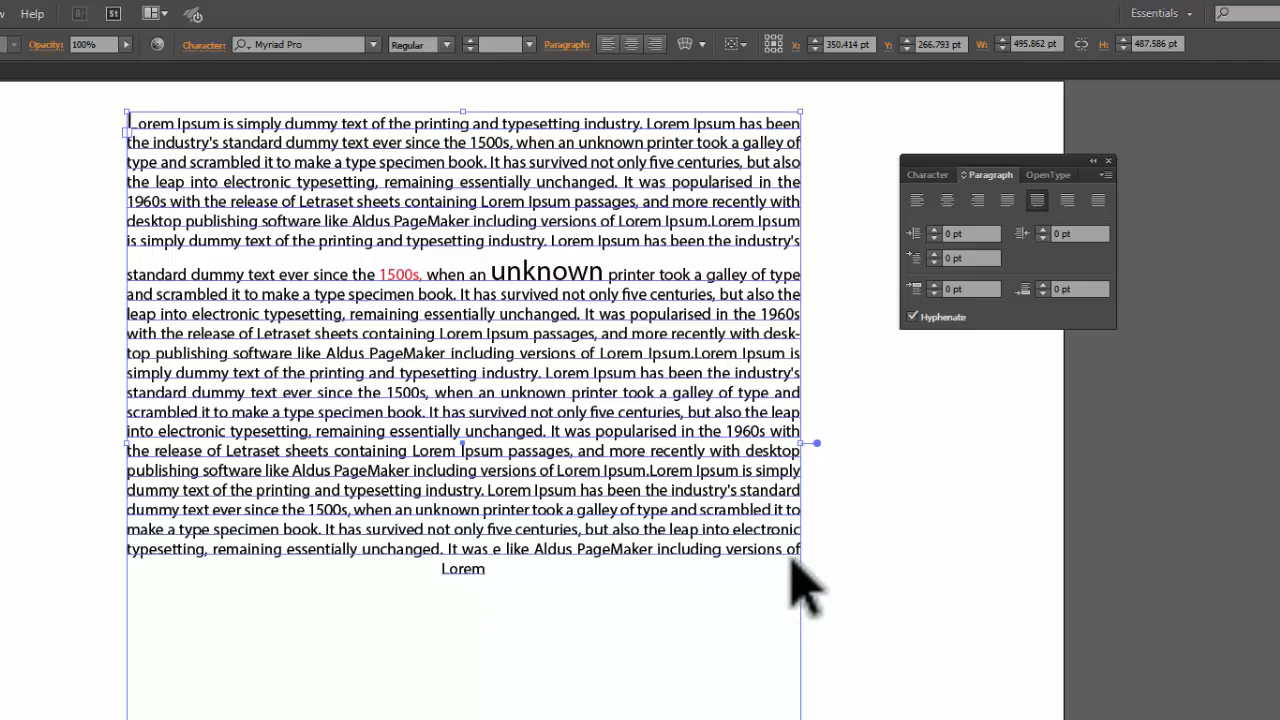 Help Br St Essentials
Opacity: 100% Character: Myriad Pro Regular Paragraph: X: 350.414 pt Y: 266.793 pt W: 495.862 pt H: 487.586 pt
Lorem Ipsum is simply dummy text of the printing and typesetting industry. Lorem Ipsum has been
the industry's standard dummy text ever since the 1500s, when an unknown printer took a galley of
type and scrambled it to make a type specimen book. It has survived not only five centuries, but also
the leap into electronic typesetting, remaining essentially unchanged. It was popularised in the
1960s with the release of Letraset sheets containing Lorem Ipsum passages, and more recently with
desktop publishing software like Aldus PageMaker including versions of Lorem Ipsum.Lorem Ipsum
is simply dummy text of the printing and typesetting industry. Lorem Ipsum has been the industry's
standard dummy text ever since the 1500s, when an unknown printer took a galley of type
and scrambled it to make a type specimen book. It has survived not only five centuries, but also the
leap into electronic typesetting, remaining essentially unchanged. It was popularised in the 1960s
with the release of Letraset sheets containing Lorem Ipsum passages, and more recently with desk-
top publishing software like Aldus PageMaker including versions of Lorem Ipsum.Lorem Ipsum is
simply dummy text of the printing and typesetting industry. Lorem Ipsum has been the industry's
standard dummy text ever since the 1500s, when an unknown printer took a galley of type and
scrambled it to make a type specimen book. It has survived not only five centuries, but also the leap
into electronic typesetting, remaining essentially unchanged. It was popularised in the 1960s with
the release of Letraset sheets containing Lorem Ipsum passages, and more recently with desktop
publishing software like Aldus PageMaker including versions of Lorem Ipsum.Lorem Ipsum is simply
dummy text of the printing and typesetting industry. Lorem Ipsum has been the industry's standard
dummy text ever since the 1500s, when an unknown printer took a galley of type and scrambled it to
make a type specimen book. It has survived not only five centuries, but also the leap into electronic
typesetting, remaining essentially unchanged. It was e like Aldus PageMaker including versions of
Lorem
Character Paragraph OpenType
0 pt 0 pt
0 pt
0 pt 0 pt
Hyphenate